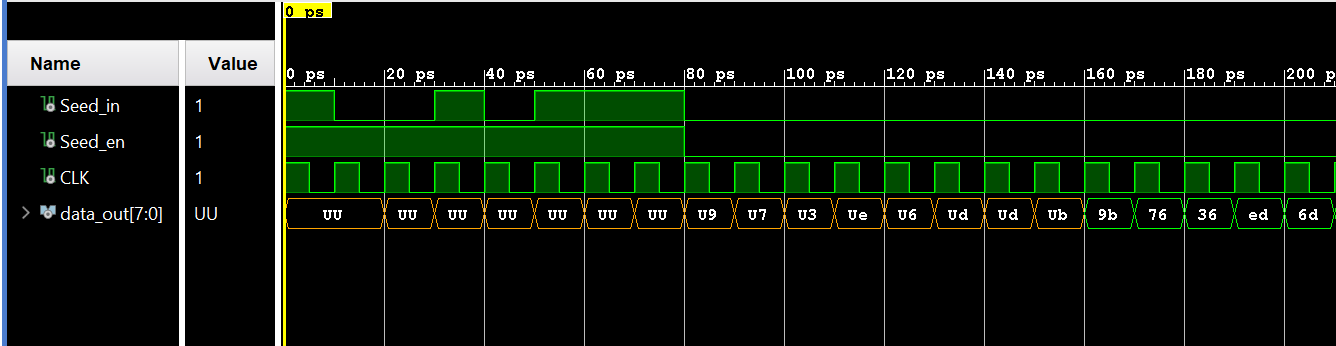 0 ps
Name Value
0 ps 20 ps 40 ps 60 ps 80 ps 100 ps 120 ps 140 ps 160 ps 180 ps 200 p
Seed_in 1
Seed_en 1
CLK 1
data_out[7:0] UU UU UU UU UU UU UU UU U9 U7 U3 Ue U6 Ud Ud Ub 9b 76 36 ed 6d